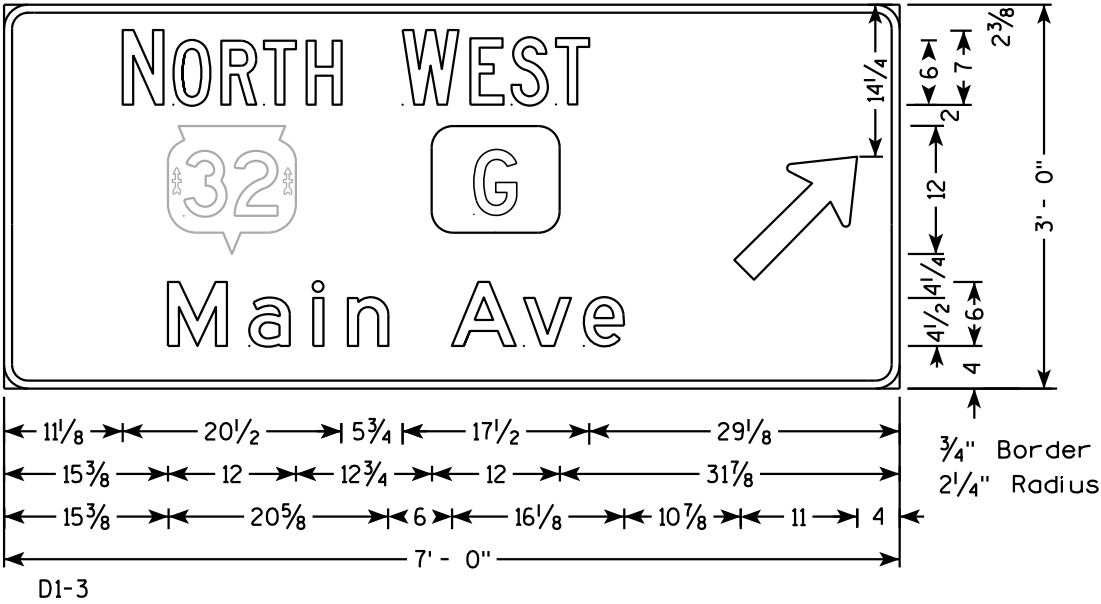 NORTH WEST
32 G
Main Ave
14 1/4
2 3/8
6 7
2
12
3' - 0"
4 1/4
4 1/2 6
4
11 1/8 20 1/2 5 3/4 17 1/2 29 1/8
15 3/8 12 12 3/4 12 31 7/8
15 3/8 20 5/8 6 16 1/8 10 7/8 11 4
7' - 0"
3/4" Border
2 1/4" Radius
D1-3